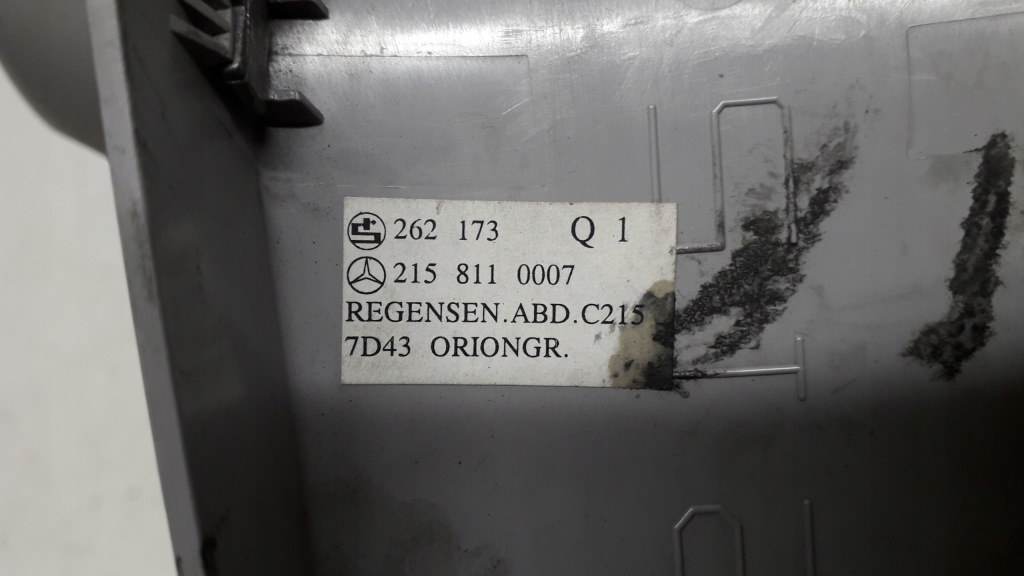 262 173 Q 1
215 811 0007
REGENSEN.ABD.C215
7D43 ORIONGR.